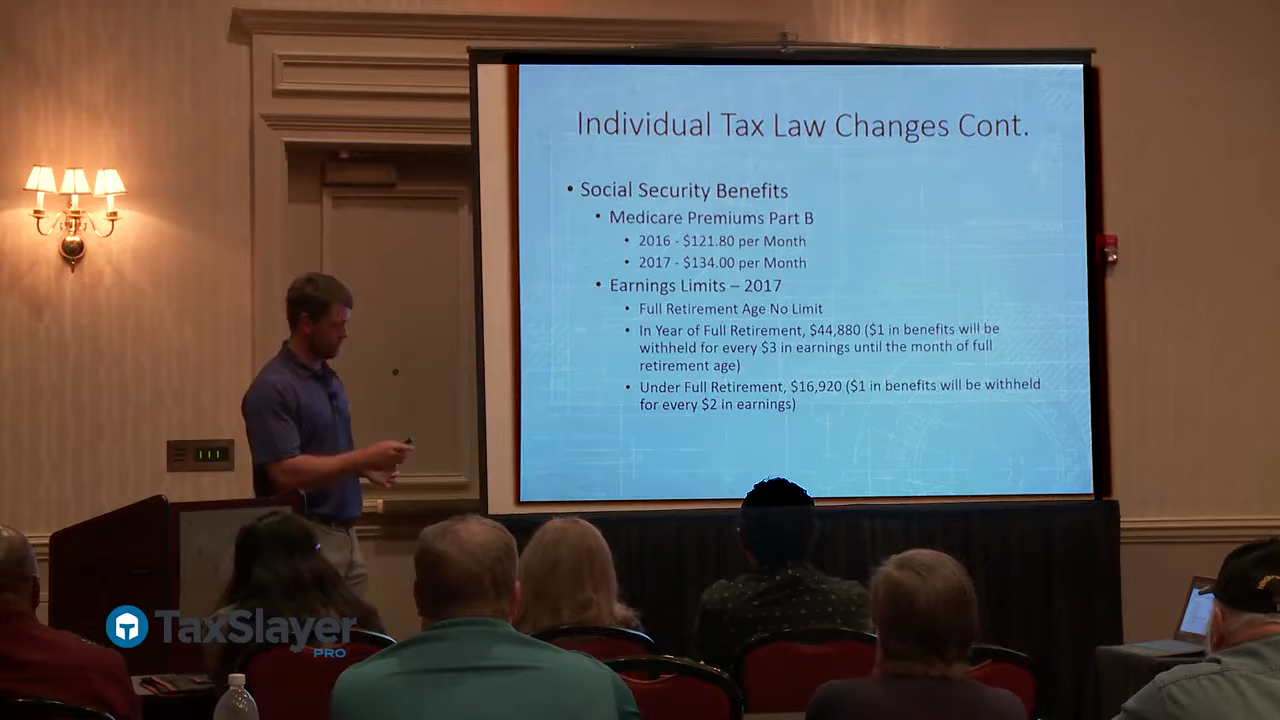 Individual Tax Law Changes Cont.
• Social Security Benefits
• Medicare Premiums Part B
• 2016 - $121.80 per Month
• 2017 - $134.00 per Month
• Earnings Limits – 2017
• Full Retirement Age No Limit
• In Year of Full Retirement, $44,880 ($1 in benefits will be
withheld for every $3 in earnings until the month of full
retirement age)
• Under Full Retirement, $16,920 ($1 in benefits will be withheld
for every $2 in earnings)
TaxSlayer
PRO